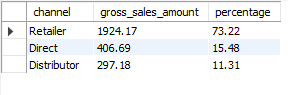 channel gross_sales_amount percentage
Retailer 1924.17 73.22
Direct 406.69 15.48
Distributor 297.18 11.31